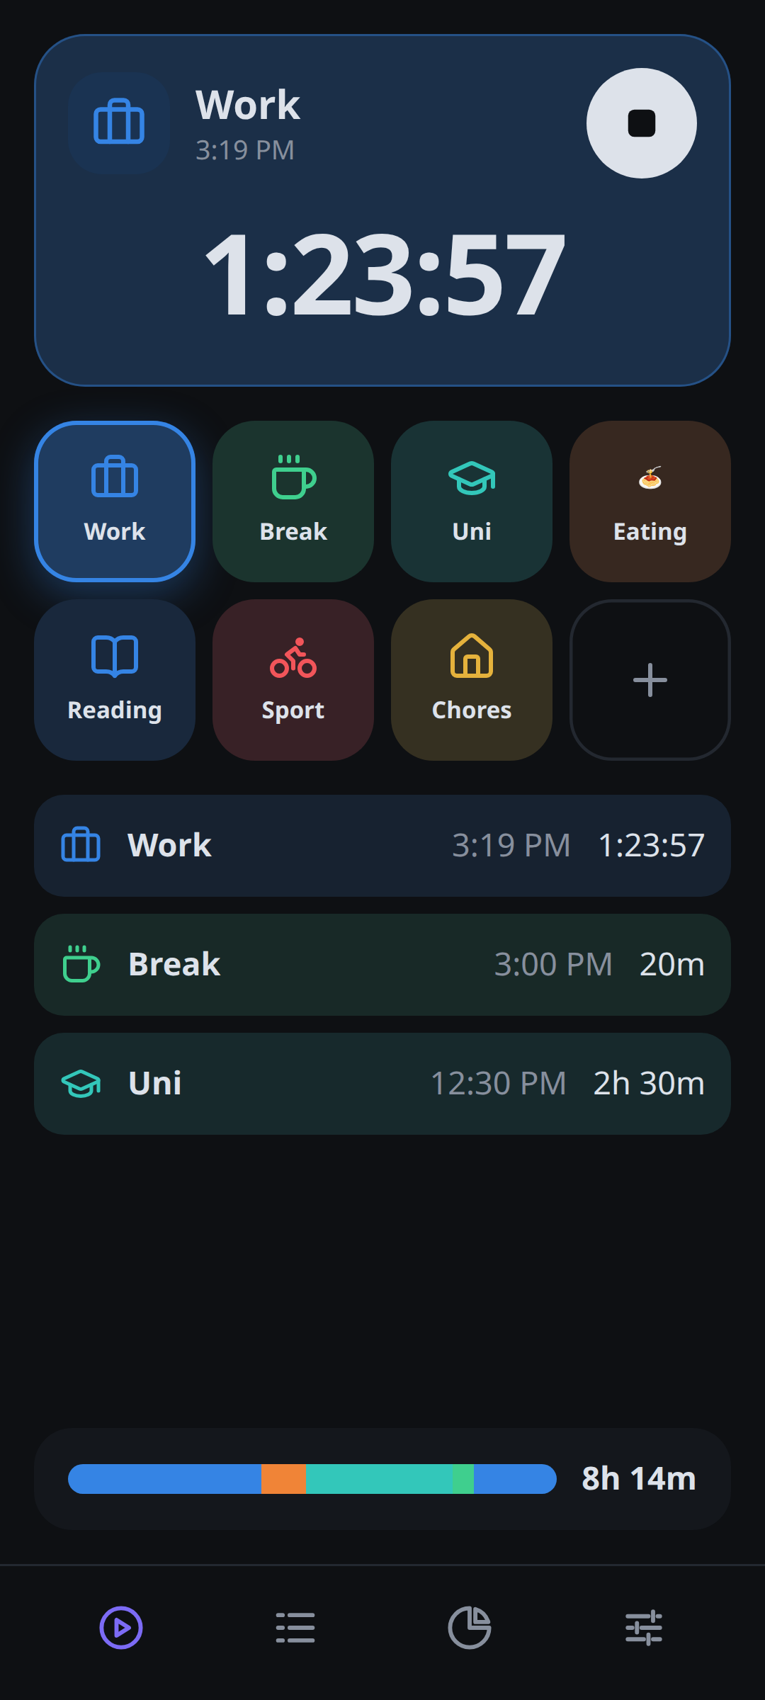 Work
3:19 PM
1:23:57
Work
Break
Uni
Eating
Reading
Sport
Chores
Work 3:19 PM 1:23:57
Break 3:00 PM 20m
Uni 12:30 PM 2h 30m
8h 14m